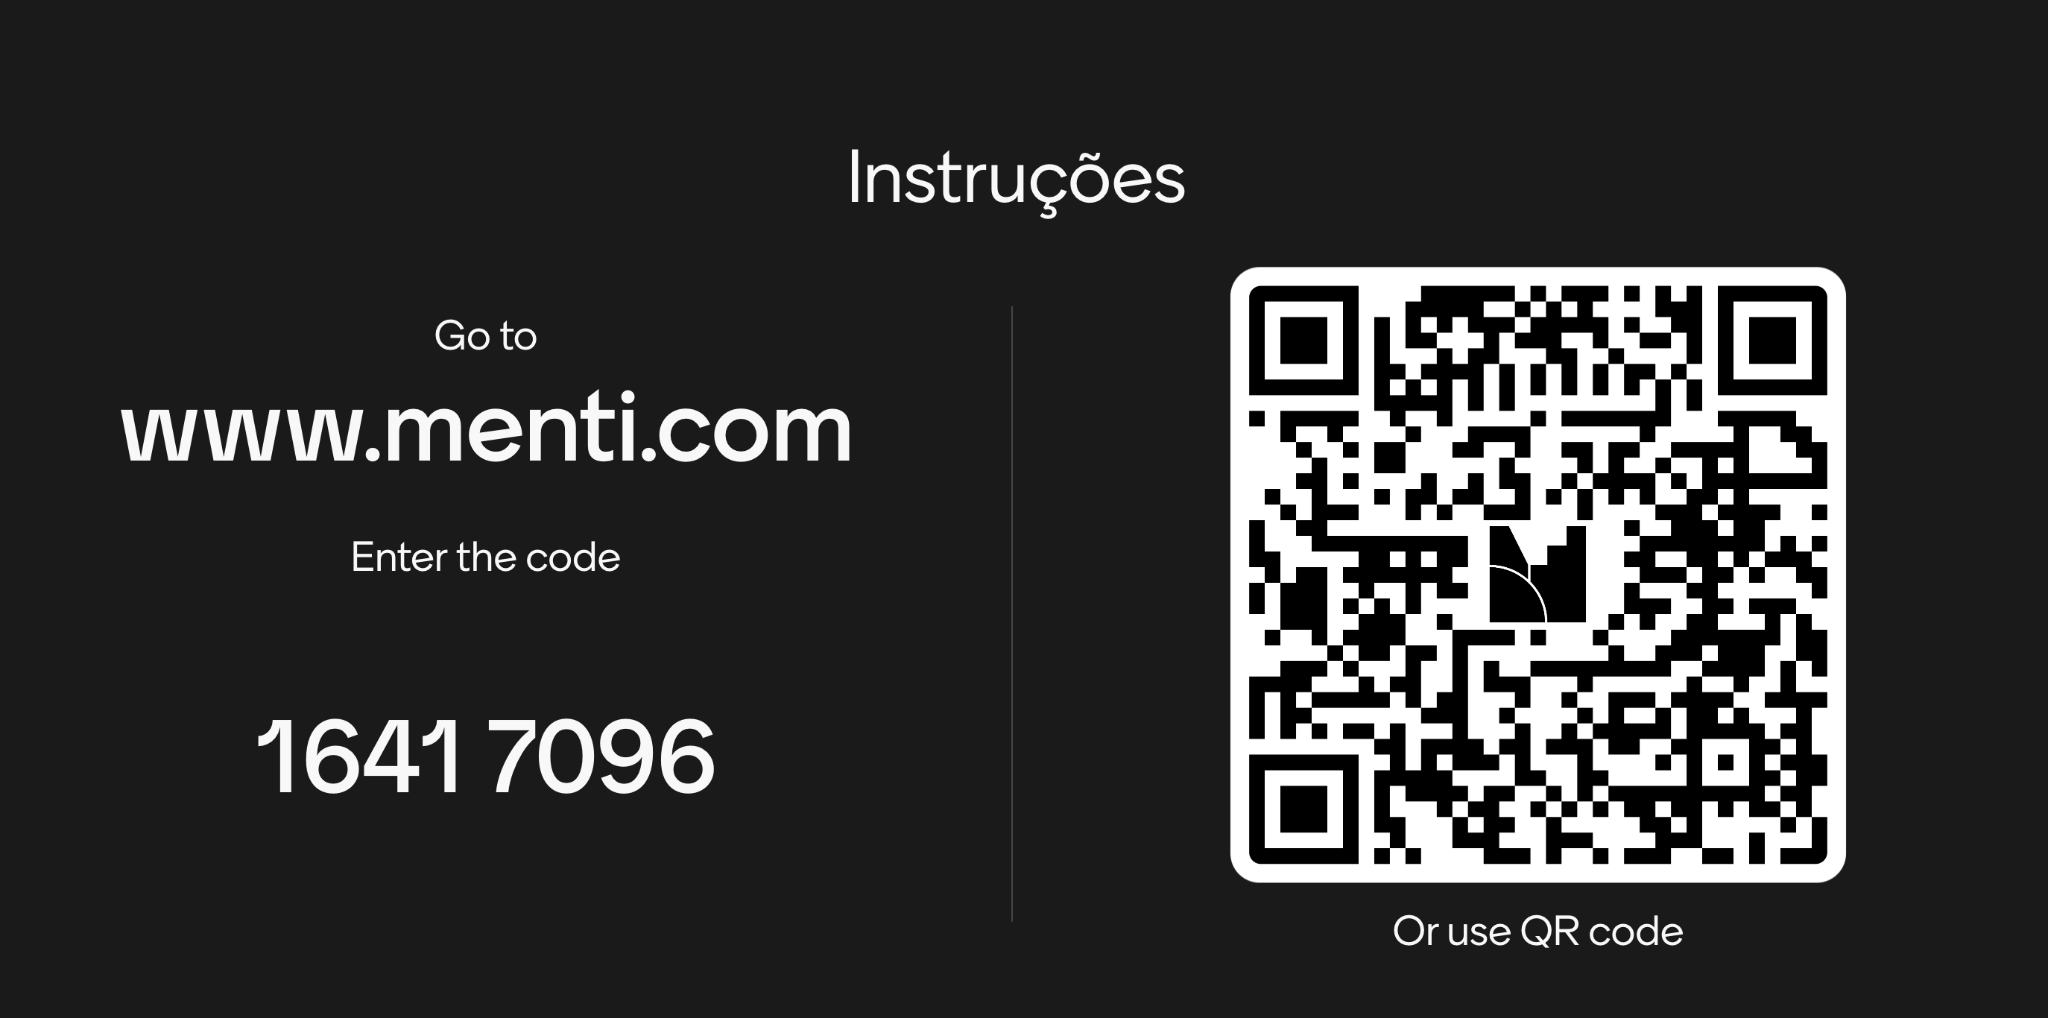 Instruções
Go to
www.menti.com
Enter the code
1641 7096
Or use QR code